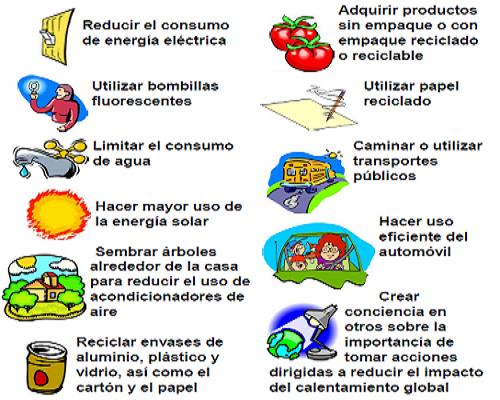 Reducir el consumo
de energía eléctrica
Utilizar bombillas
fluorescentes
Limitar el consumo
de agua
Hacer mayor uso de
la energía solar
Sembrar árboles
alrededor de la casa
para reducir el uso de
acondicionadores de
aire
Reciclar envases de
aluminio, plástico y
vidrio, así como el
cartón y el papel
Adquirir productos
sin empaque o con
empaque reciclado
o reciclable
Utilizar papel
reciclado
Caminar o utilizar
transportes
públicos
Hacer uso
eficiente del
automóvil
Crear
conciencia en
otros sobre la
importancia de
tomar acciones
dirigidas a reducir el impacto
del calentamiento global